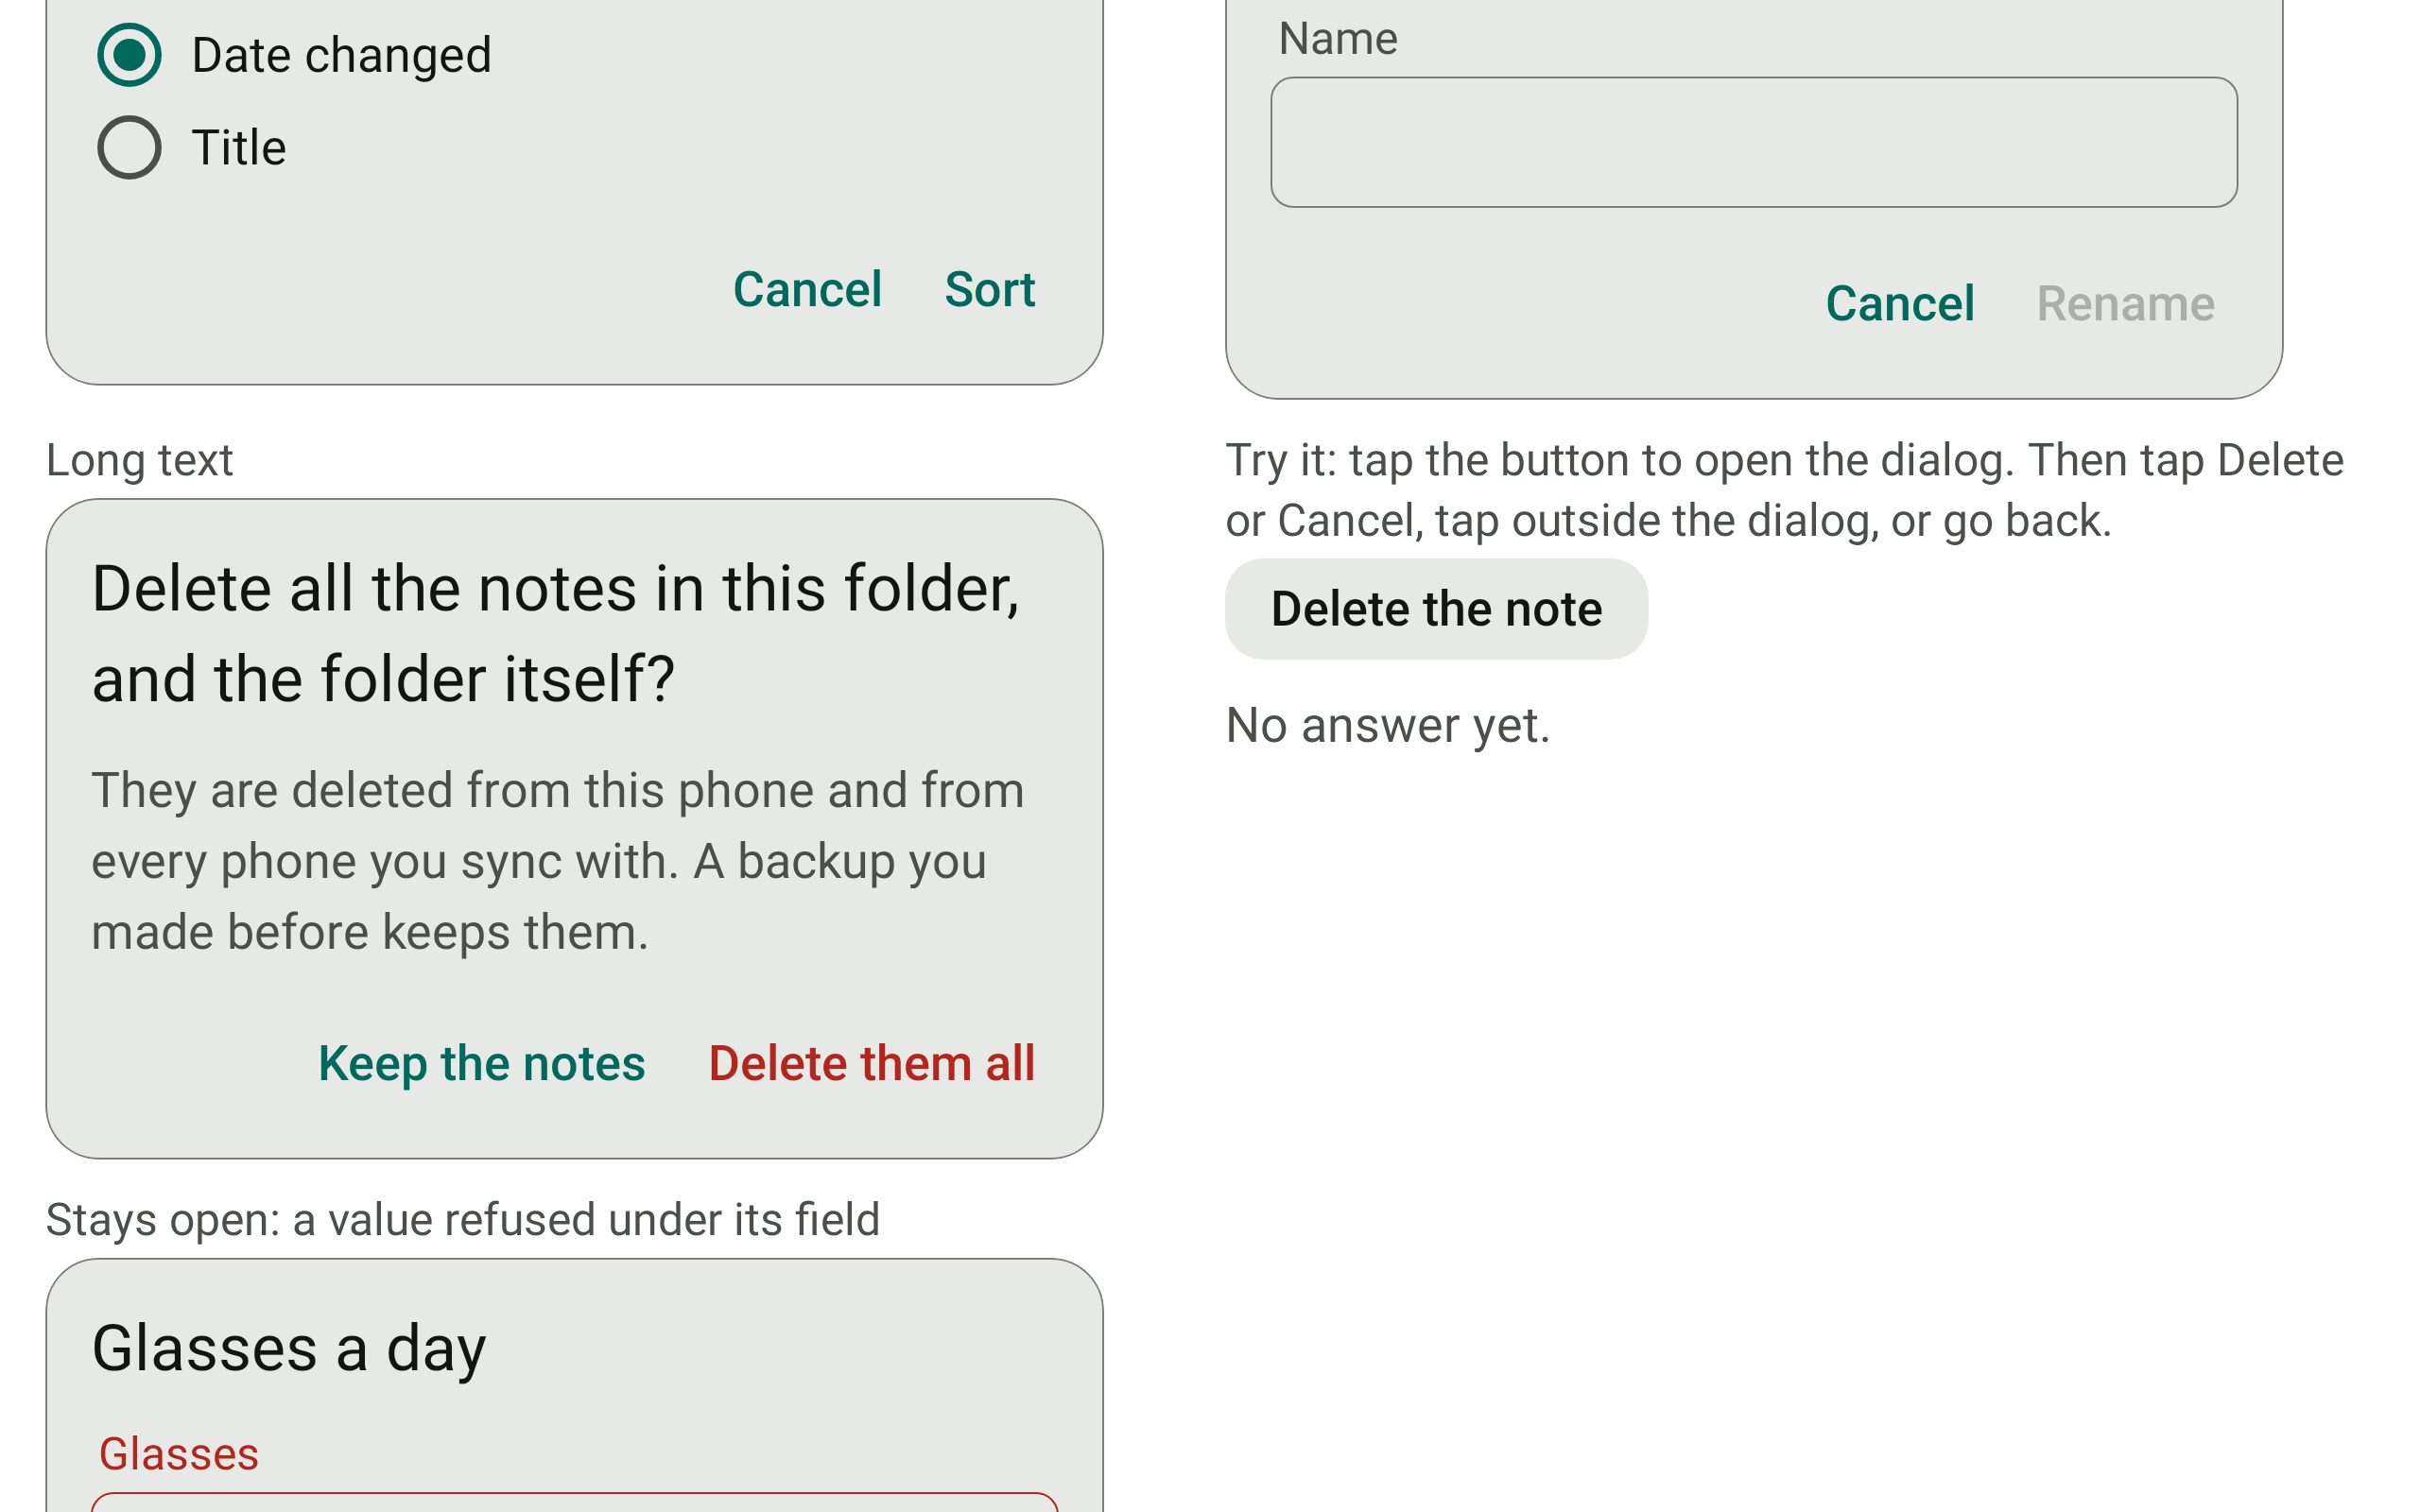 Date changed
Title
Cancel Sort
Long text
Delete all the notes in this folder,
and the folder itself?
They are deleted from this phone and from
every phone you sync with. A backup you
made before keeps them.
Keep the notes Delete them all
Stays open: a value refused under its field
Glasses a day
Glasses
Name
Cancel Rename
Try it: tap the button to open the dialog. Then tap Delete
or Cancel, tap outside the dialog, or go back.
Delete the note
No answer yet.